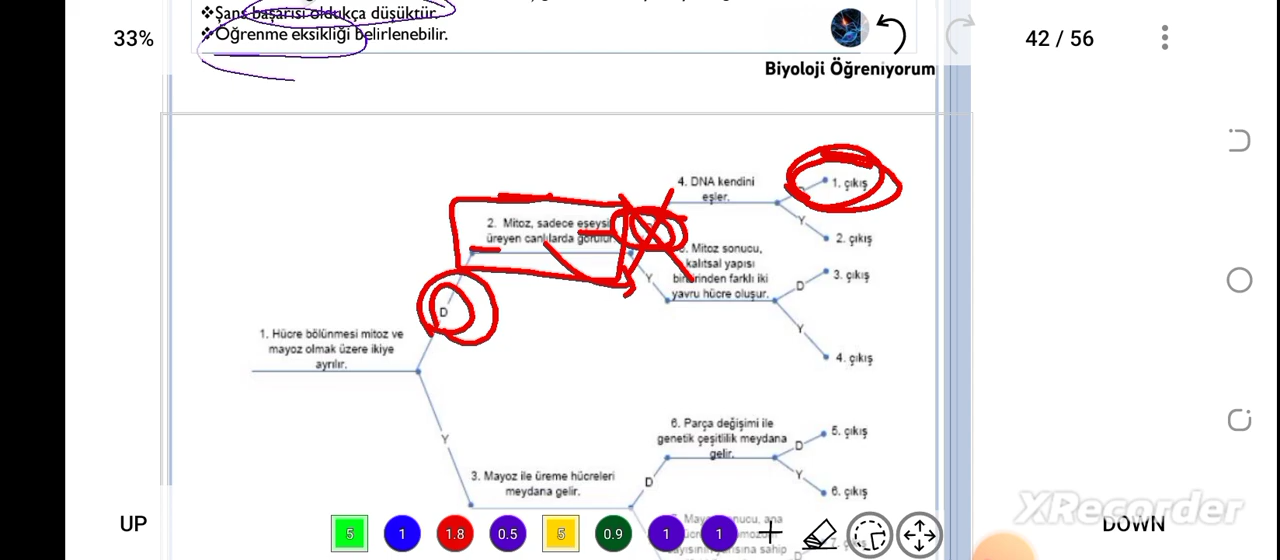 ❖Şans başarısı oldukça düşüktür.
❖Öğrenme eksikliği belirlenebilir.
33%
42 / 56
Biyoloji Öğreniyorum
4. DNA kendini
eşler.
1. çıkış
Y
2. çıkış
2. Mitoz, sadece eşeysiz
üreyen canlılarda görülür.
Mitoz sonucu,
kalıtsal yapısı
birbirinden farklı iki
yavru hücre oluşur.
Y
D
3. çıkış
Y
4. çıkış
D
1. Hücre bölünmesi mitoz ve
mayoz olmak üzere ikiye
ayrılır.
Y
6. Parça değişimi ile
genetik çeşitlilik meydana
gelir.
D
5. çıkış
Y
6. çıkış
3. Mayoz ile üreme hücreleri
meydana gelir.
D
XRecorder
UP
5
1
1.8
0.5
5
0.9
1
1
DOWN